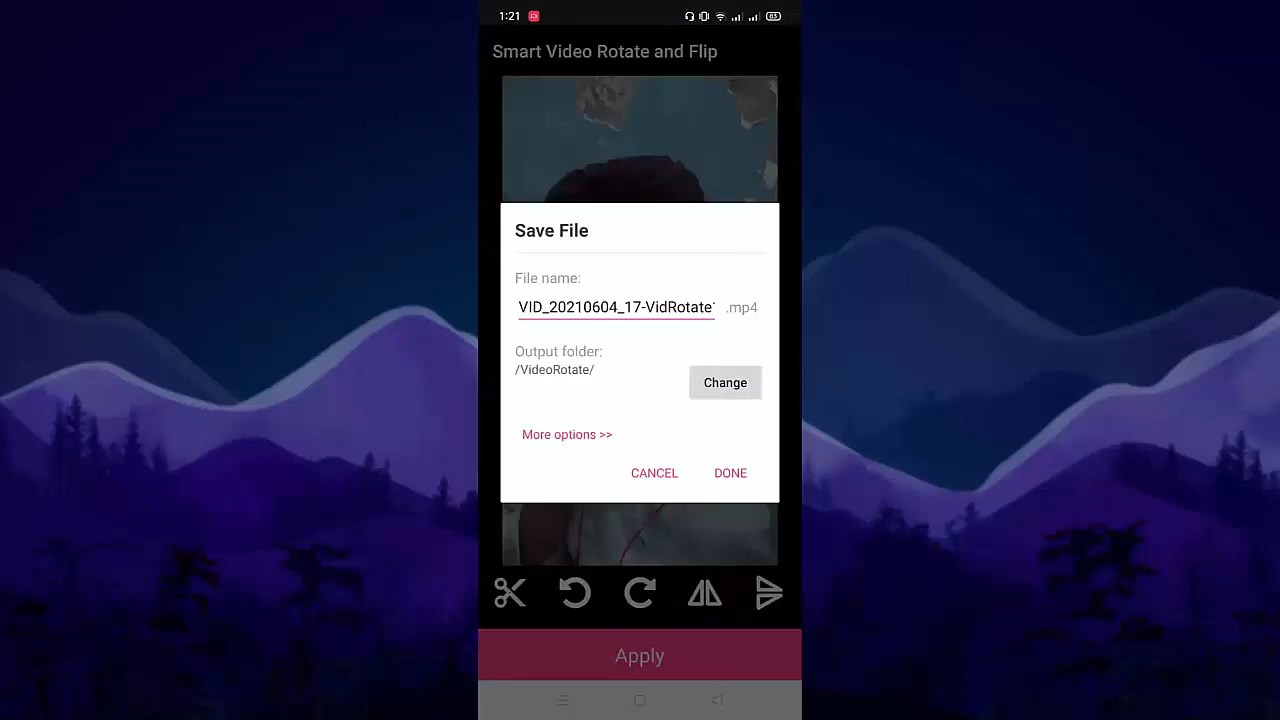 1:21
83
Smart Video Rotate and Flip
Save File
File name:
VID_20210604_17-VidRotate
.mp4
Output folder:
/VideoRotate/
Change
More options >>
CANCEL
DONE
Apply